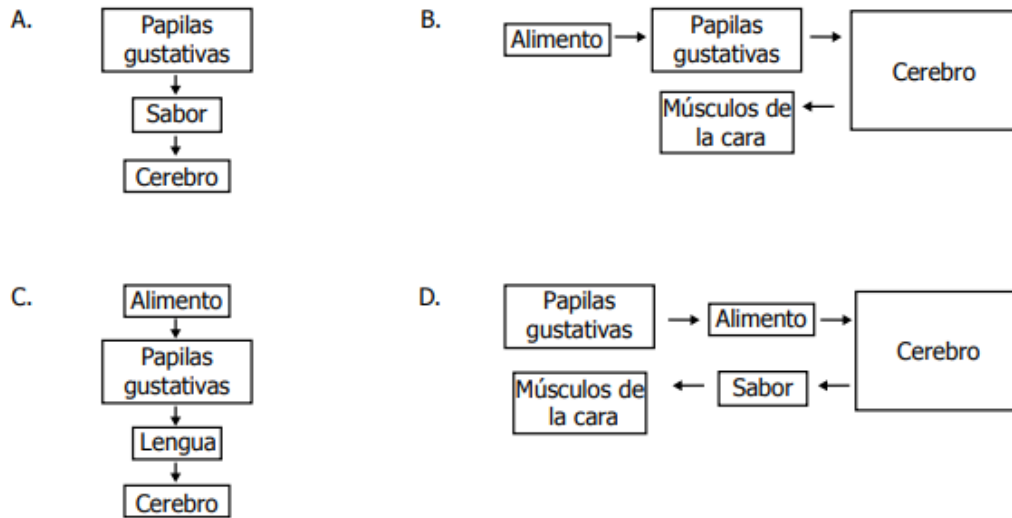 A.
Papilas
gustativas
Sabor
Cerebro
B.
Alimento
Papilas
gustativas
Cerebro
Músculos de
la cara
C.
Alimento
Papilas
gustativas
Lengua
Cerebro
D.
Papilas
gustativas
Alimento
Cerebro
Músculos de
la cara
Sabor